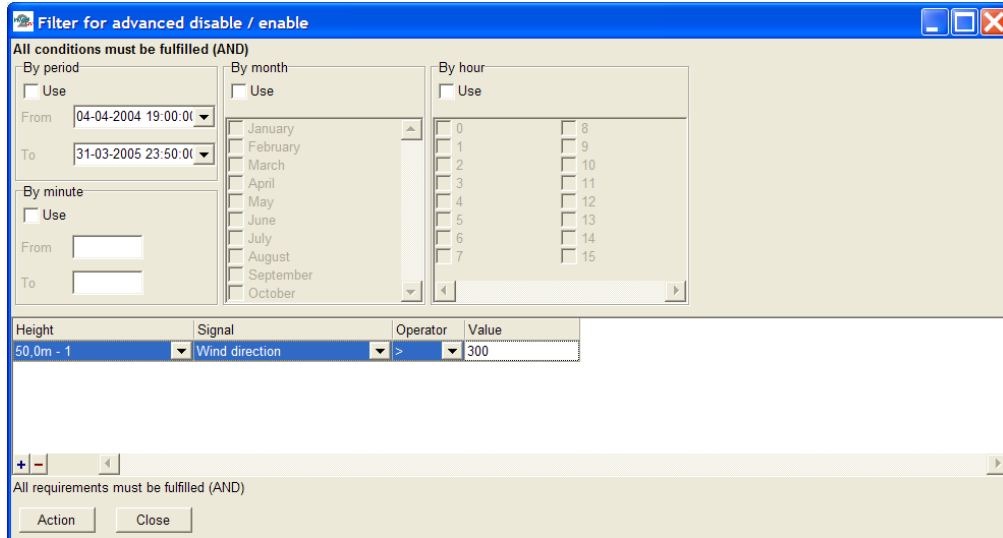 Filter for advanced disable / enable
All conditions must be fulfilled (AND)
By period
Use
From 04-04-2004 19:00:0
To 31-03-2005 23:50:0
By minute
Use
From
To
By month
Use
January
February
March
April
May
June
July
August
September
October
By hour
Use
0 8
1 9
2 10
3 11
4 12
5 13
6 14
7 15
Height Signal Operator Value
50,0m - 1 Wind direction > 300
+ -
All requirements must be fulfilled (AND)
Action Close